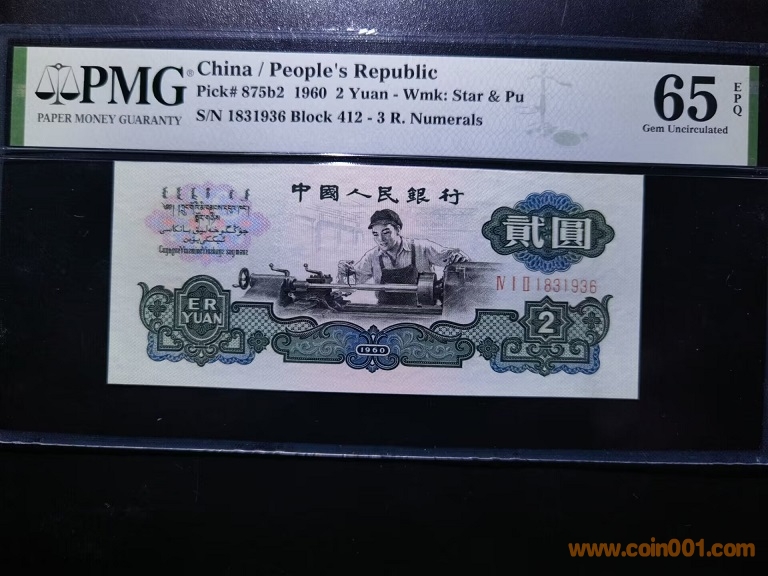 PMG®
PAPER MONEY GUARANTY
China / People's Republic
Pick# 875b2 1960 2 Yuan - Wmk: Star & Pu
S/N 1831936 Block 412 - 3 R. Numerals
65
EPQ
Gem Uncirculated
中國人民銀行
貳圓
ⅣⅠⅡ1831936
ER
YUAN
1960
2
www.coin001.com